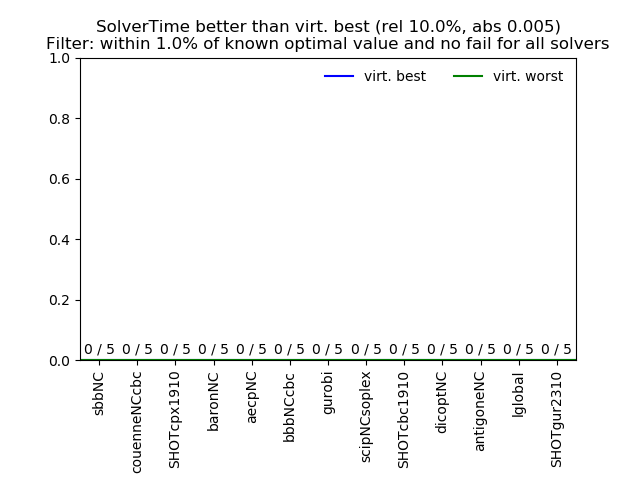 SolverTime better than virt. best (rel 10.0%, abs 0.005)
Filter: within 1.0% of known optimal value and no fail for all solvers
virt. best
virt. worst
1.0
0.8
0.6
0.4
0.2
0.0
0 / 5
0 / 5
0 / 5
0 / 5
0 / 5
0 / 5
0 / 5
0 / 5
0 / 5
0 / 5
0 / 5
0 / 5
0 / 5
sbbNC
couenneNCcbc
SHOTcpx1910
baronNC
aecpNC
bbbNCcbc
gurobi
scipNCsoplex
SHOTcbc1910
dicoptNC
antigoneNC
lglobal
SHOTgur2310